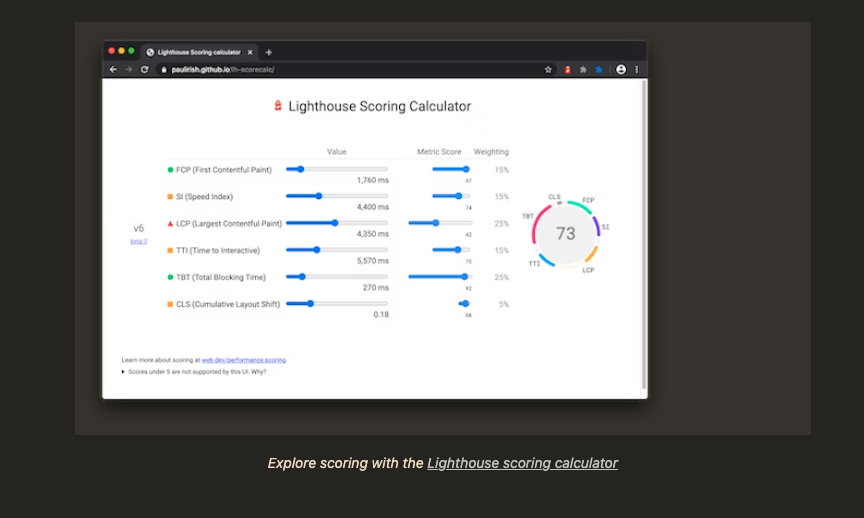 Lighthouse Scoring calculator
paulirish.github.io/lh-scorecalc/
Lighthouse Scoring Calculator
Value Metric Score Weighting
FCP (First Contentful Paint) 15%
1,760 ms 97
SI (Speed Index) 15%
4,400 ms 74
LCP (Largest Contentful Paint) 25%
4,350 ms 42
v6
beta 0
TTI (Time to Interactive) 15%
5,570 ms 70
TBT (Total Blocking Time) 25%
270 ms 92
CLS (Cumulative Layout Shift) 5%
0.18 68
CLS FCP
TBT SI
73
TTI LCP
Learn more about scoring at web.dev/performance-scoring.
Scores under 5 are not supported by this UI. Why?
Explore scoring with the Lighthouse scoring calculator